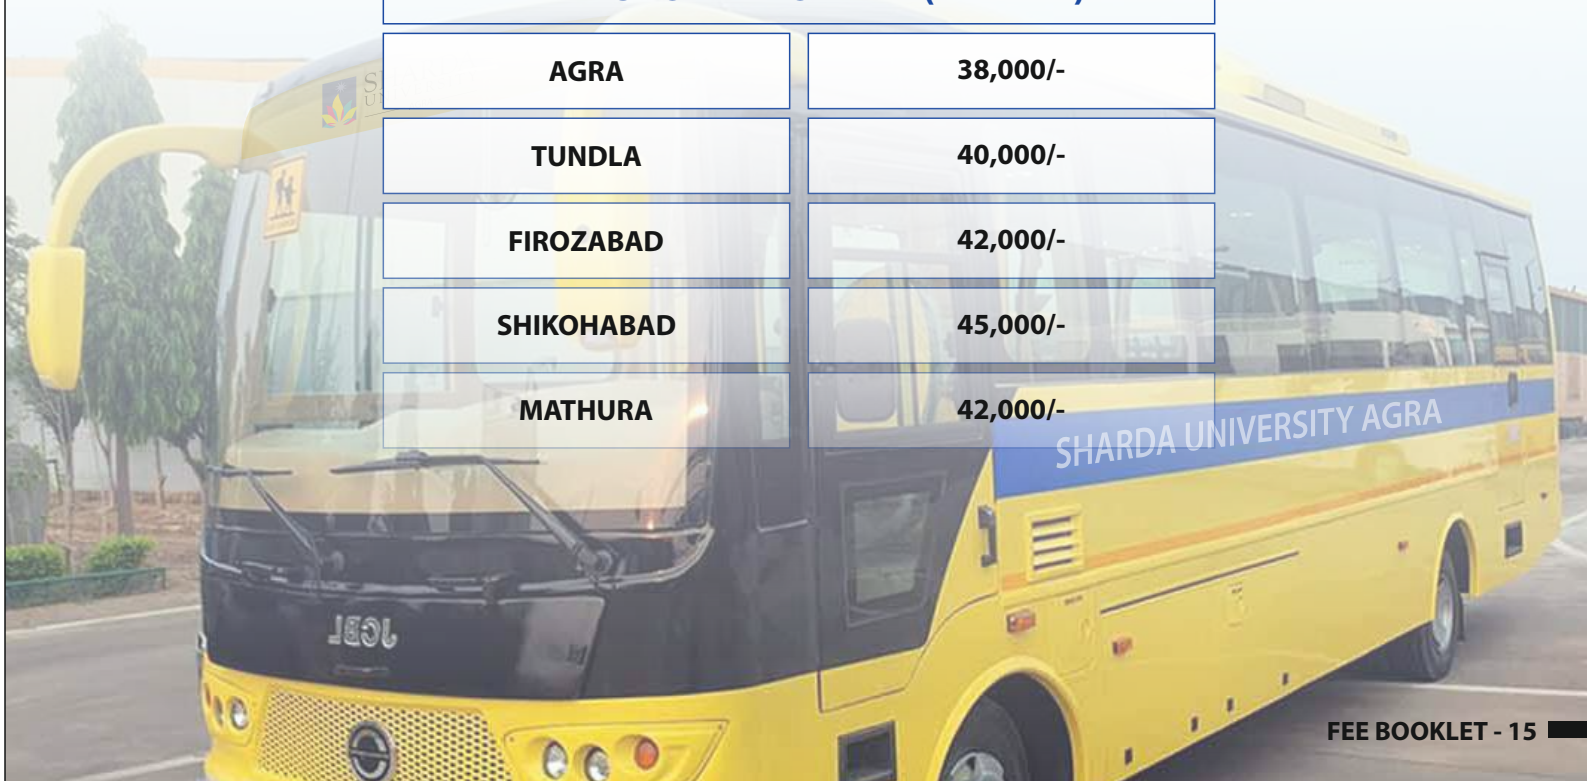 AGRA 38,000/-
TUNDLA 40,000/-
FIROZABAD 42,000/-
SHIKOHABAD 45,000/-
MATHURA 42,000/-
SHARDA UNIVERSITY AGRA
JCBL
FEE BOOKLET - 15